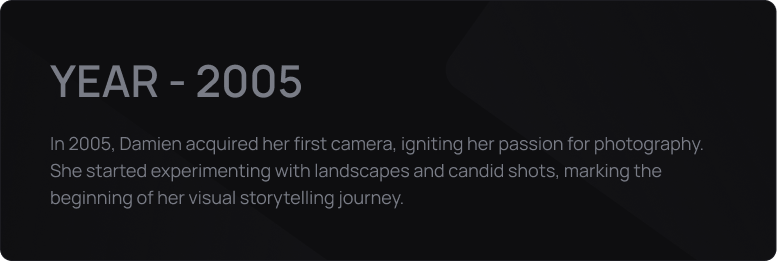 YEAR - 2005
In 2005, Damien acquired her first camera, igniting her passion for photography.
She started experimenting with landscapes and candid shots, marking the
beginning of her visual storytelling journey.